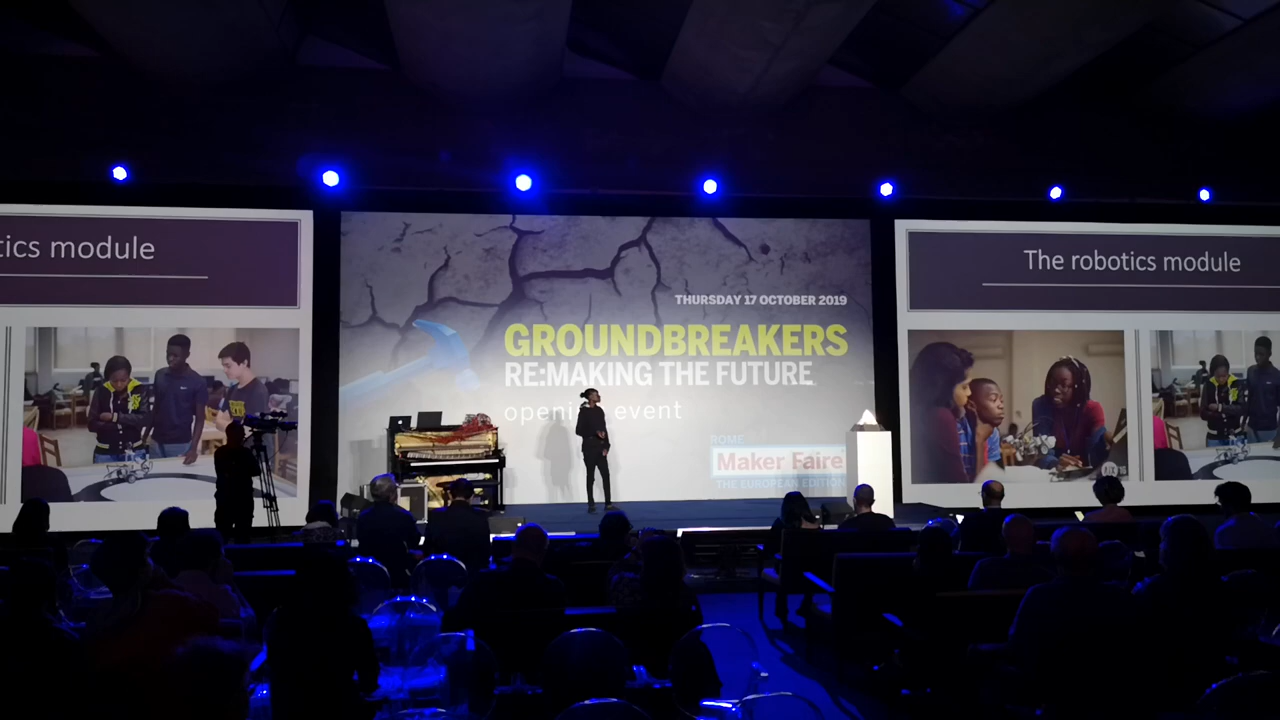 tics module
THURSDAY 17 OCTOBER 2019
GROUNDBREAKERS
RE:MAKING THE FUTURE
event
ROME
Maker Faire
THE EUROPEAN EDITION
The robotics module